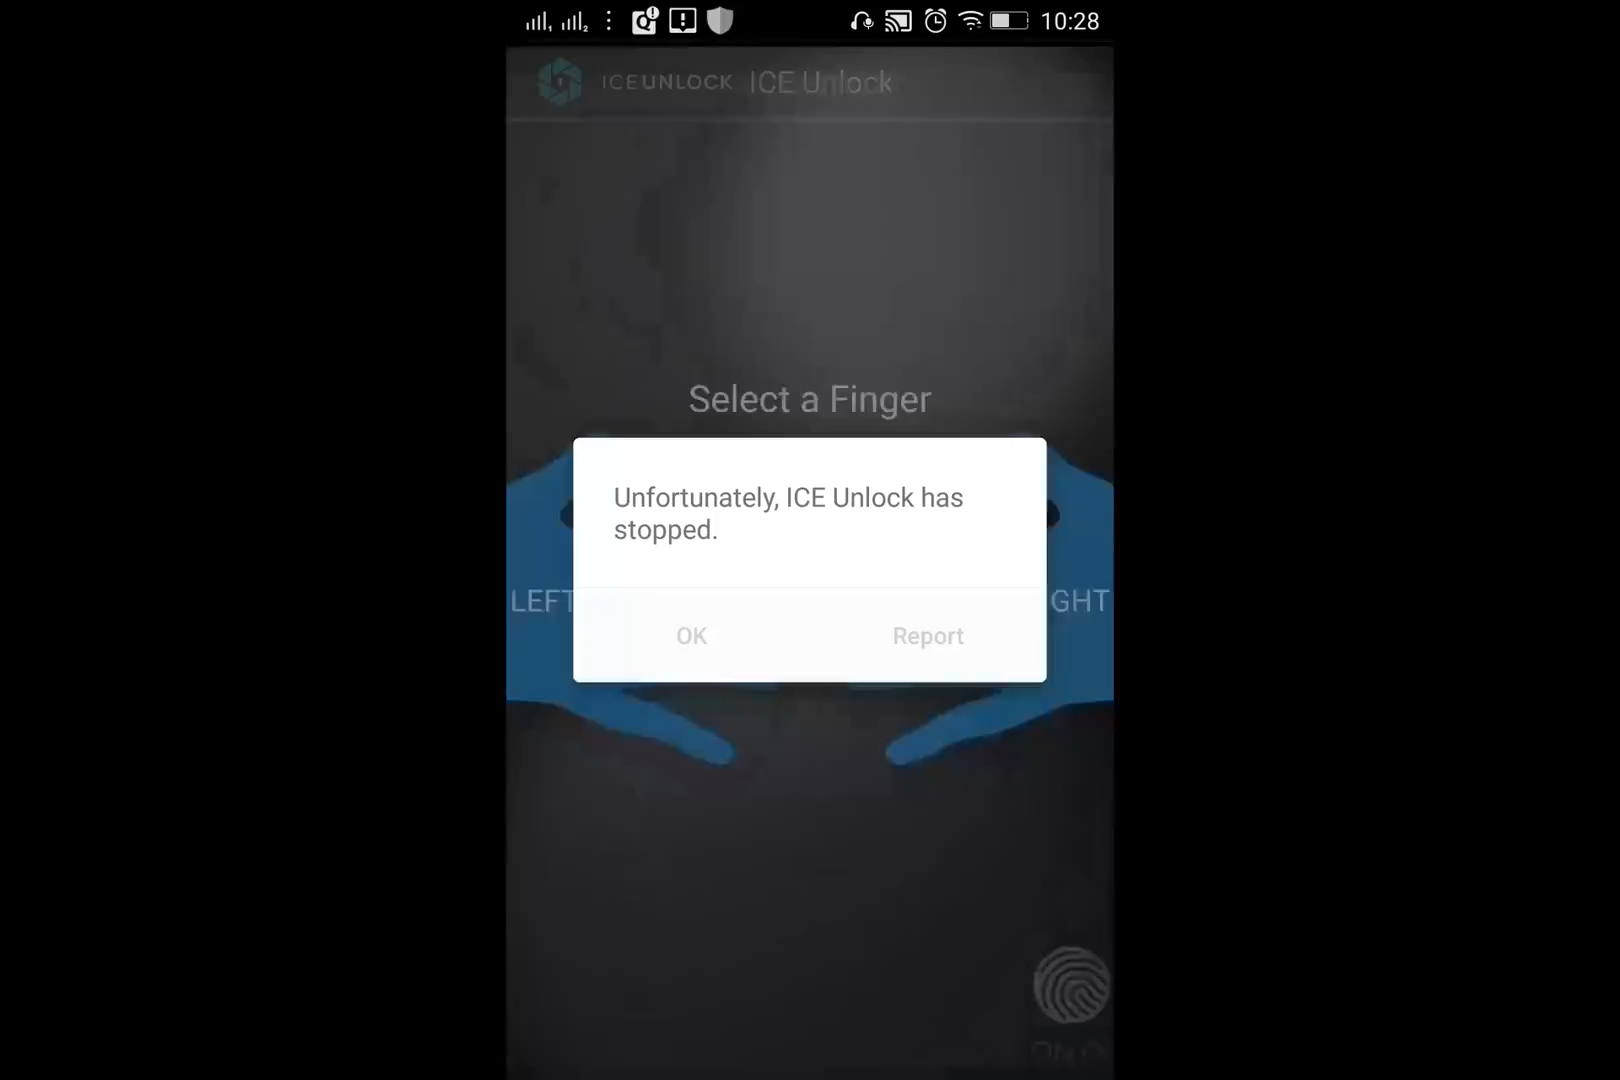 10:28
ICEUNLOCK ICE Unlock
Select a Finger
Unfortunately, ICE Unlock has
stopped.
LEFT
GHT
OK
Report